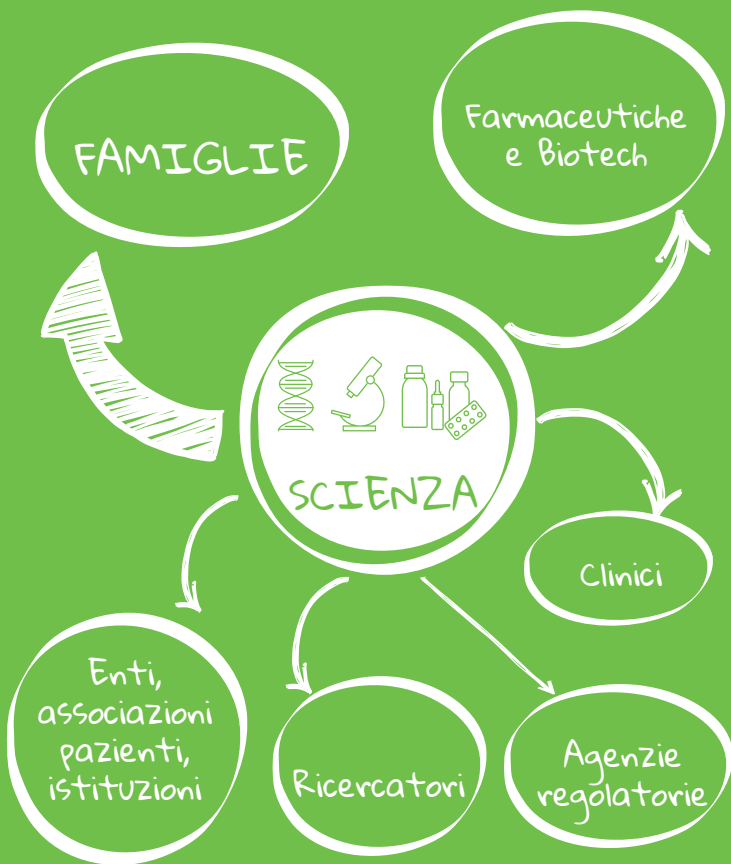 FAMIGLIE
Farmaceutiche
e Biotech
SCIENZA
Clinici
Enti,
associazioni
pazienti,
istituzioni
Ricercatori
Agenzie
regolatorie